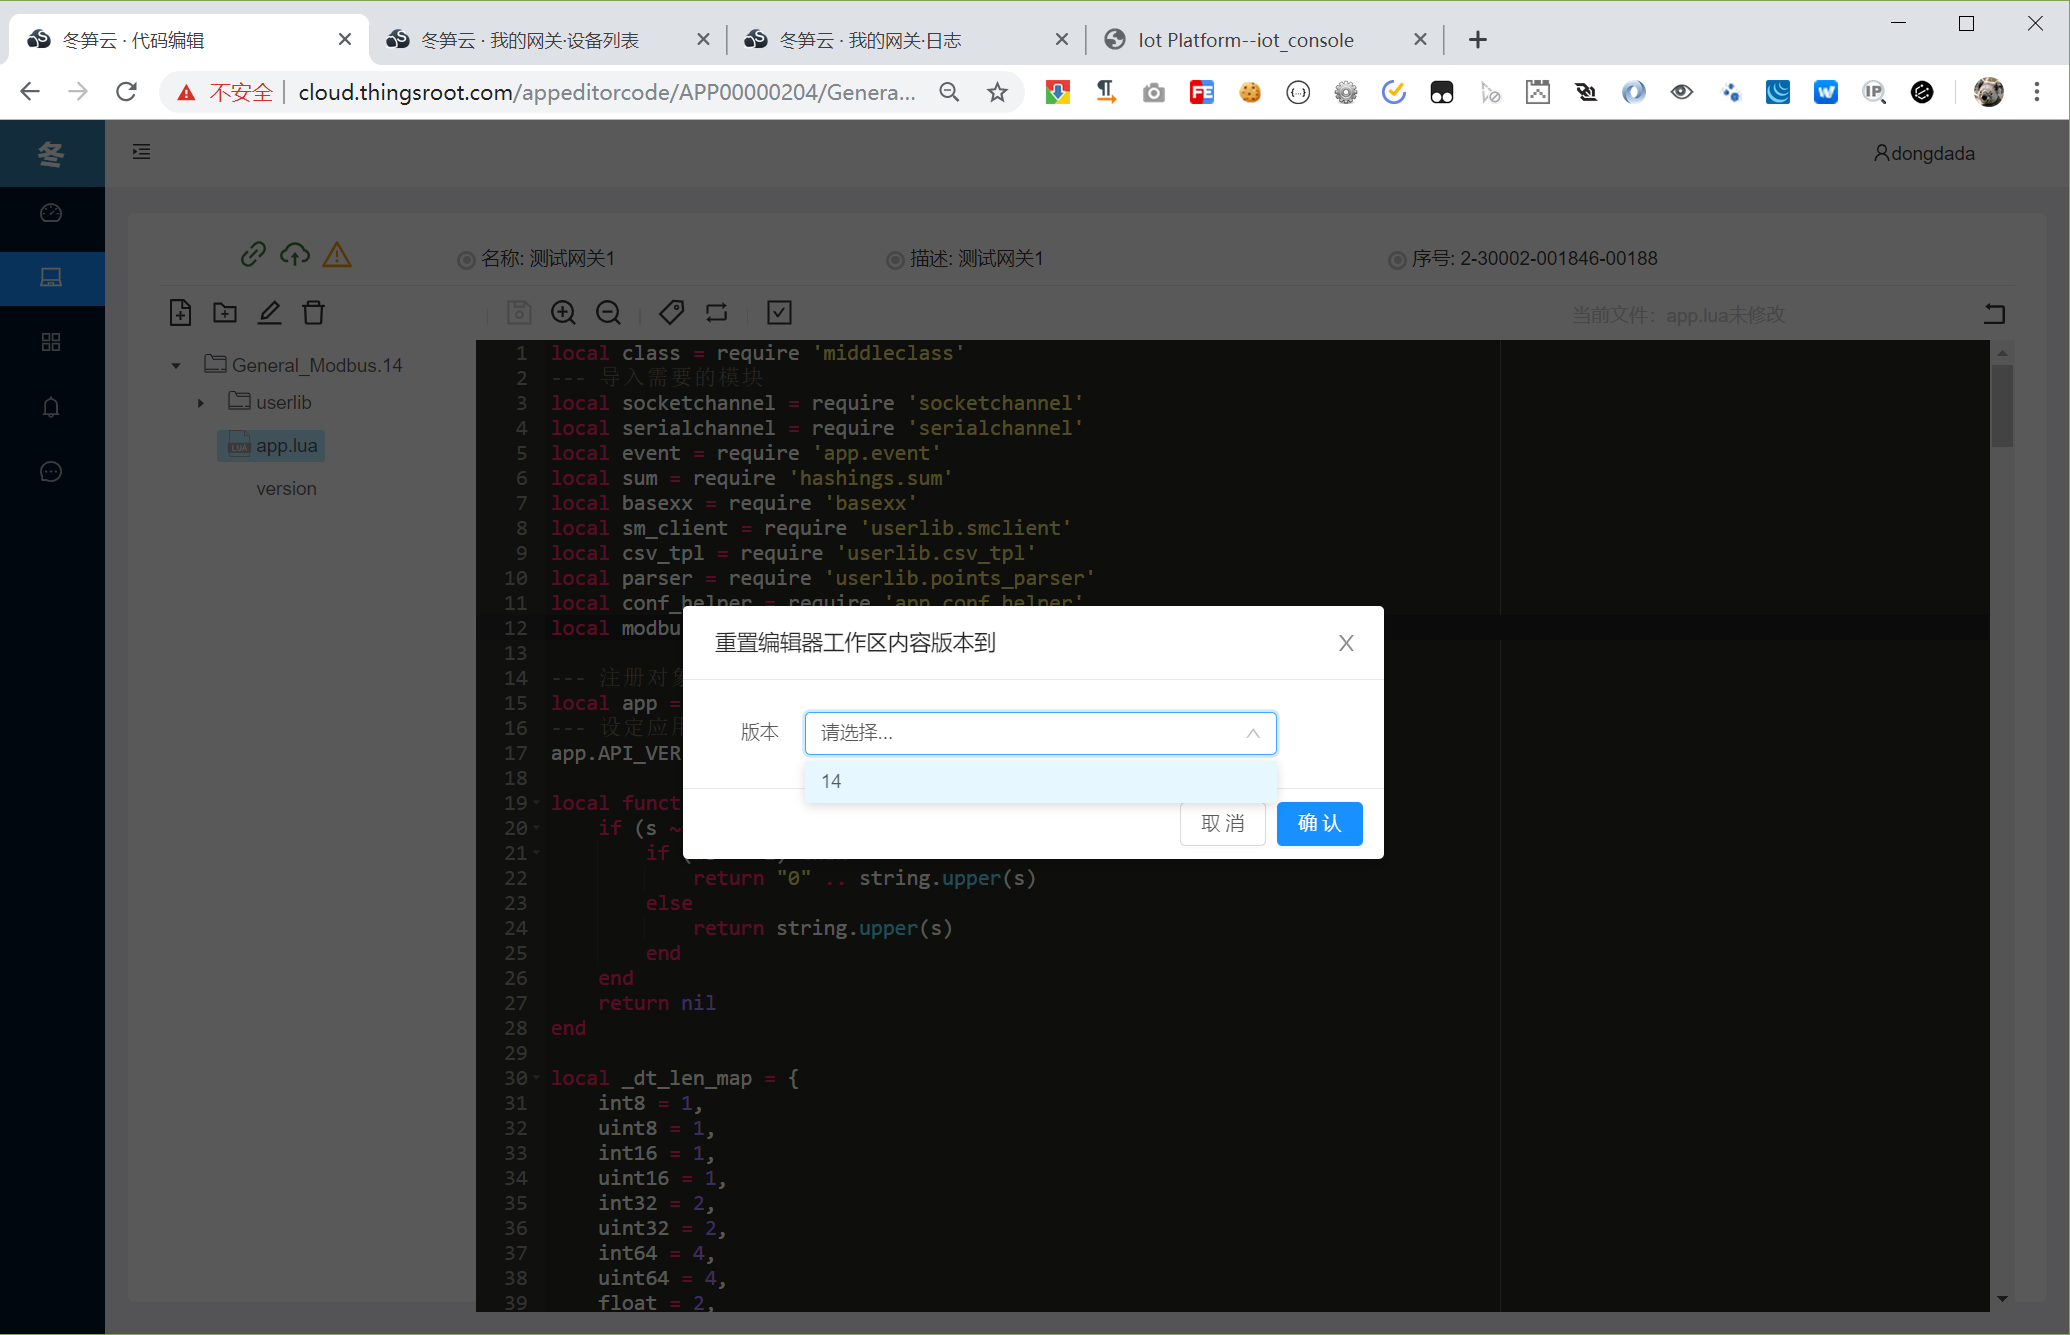 冬笋云 · 代码编辑
冬笋云 · 我的网关·设备列表
冬笋云 · 我的网关·日志
Iot Platform--iot_console
不安全
cloud.thingsroot.com/appeditorcode/APP00000204/Genera...
冬
dongdada
名称: 测试网关1
描述: 测试网关1
序号: 2-30002-001846-00188
当前文件: app.lua未修改
General_Modbus.14
userlib
app.lua
version
1 local class = require 'middleclass'
2 --- 导入需要的模块
3 local socketchannel = require 'socketchannel'
4 local serialchannel = require 'serialchannel'
5 local event = require 'app.event'
6 local sum = require 'hashings.sum'
7 local basexx = require 'basexx'
8 local sm_client = require 'userlib.smclient'
9 local csv_tpl = require 'userlib.csv_tpl'
10 local parser = require 'userlib.points_parser'
11 local conf_helper = require 'app.conf_helper'
12 local modbu
13
14 --- 注册对象
15 local app =
16 --- 设定应用
17 app.API_VER
18
19 local funct
20 if (s ~
21 if (
22 return "0" .. string.upper(s)
23 else
24 return string.upper(s)
25 end
26 end
27 return nil
28 end
29
30 local _dt_len_map = {
31 int8 = 1,
32 uint8 = 1,
33 int16 = 1,
34 uint16 = 1,
35 int32 = 2,
36 uint32 = 2,
37 int64 = 4,
38 uint64 = 4,
39 float = 2,
重置编辑器工作区内容版本到
版本
请选择...
14
取 消
确 认